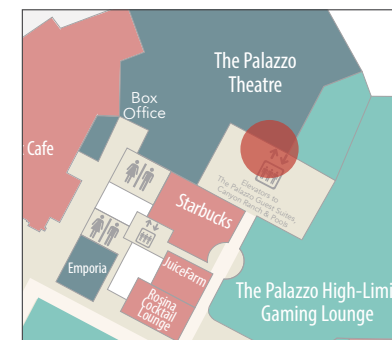 The Palazzo
Theatre
Box
Office
Cafe
Elevators to
The Palazzo Guest Suites,
Canyon Ranch & Pools
Starbucks
Emporia
JuiceFarm
Rosina
Cocktail
Lounge
The Palazzo High-Limi
Gaming Lounge